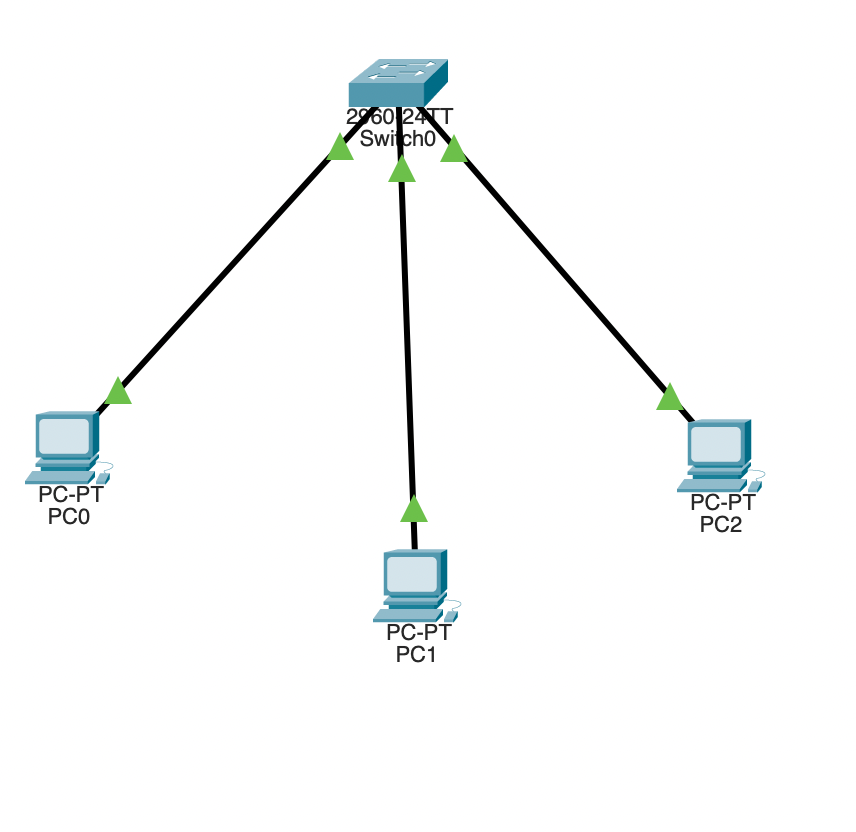 2960-24TT
Switch0
PC-PT
PC0
PC-PT
PC2
PC-PT
PC1